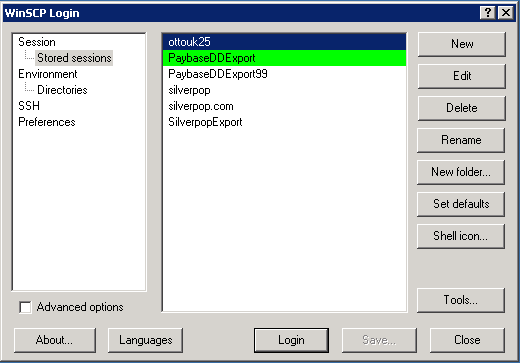 WinSCP Login
Session
Stored sessions
Environment
Directories
SSH
Preferences
Advanced options
ottouk25
PaybaseDDExport
PaybaseDDExport99
silverpop
silverpop.com
SilverpopExport
New
Edit
Delete
Rename
New folder...
Set defaults
Shell icon...
Tools...
About...
Languages
Login
Save...
Close